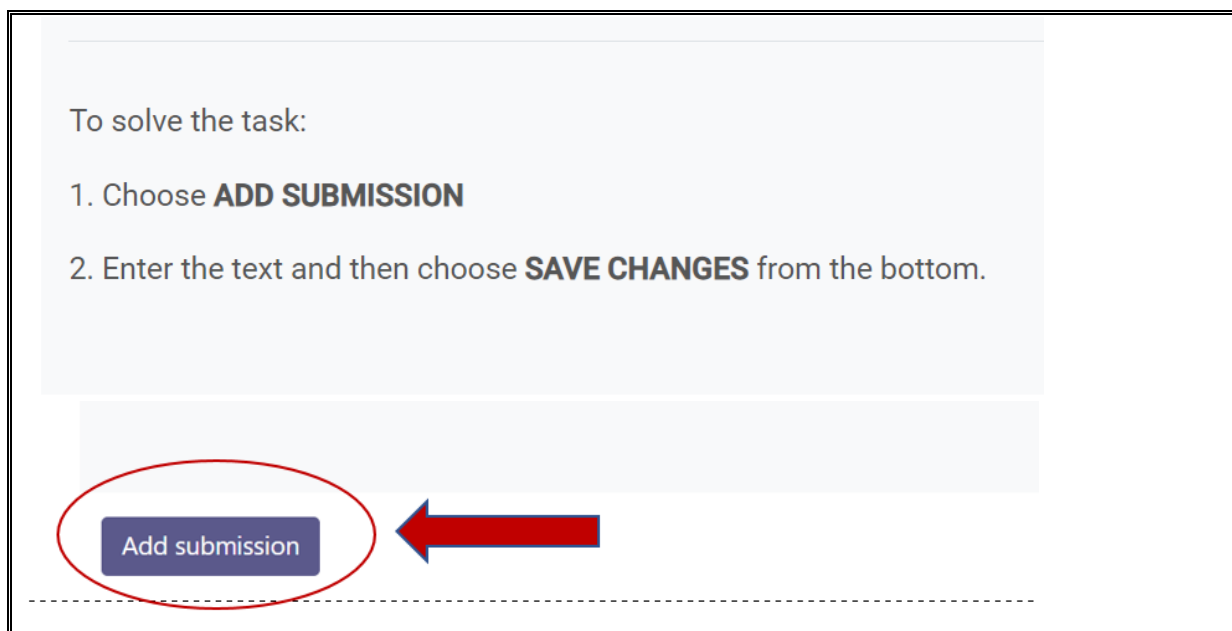 To solve the task:
1. Choose ADD SUBMISSION
2. Enter the text and then choose SAVE CHANGES from the bottom.
Add submission